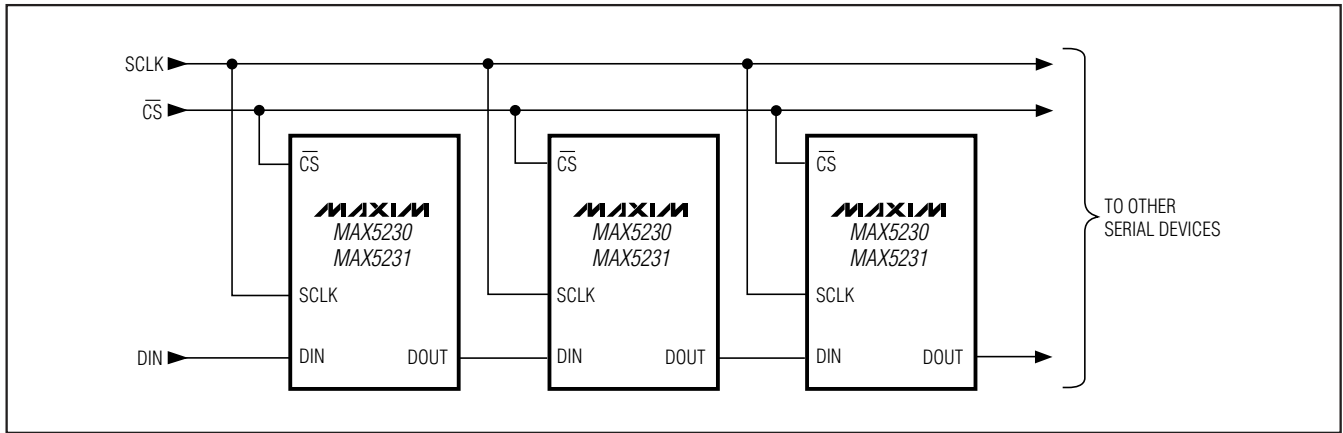 SCLK
CS
CS
CS
CS
MAXIM
MAX5230
MAX5231
MAXIM
MAX5230
MAX5231
MAXIM
MAX5230
MAX5231
TO OTHER
SERIAL DEVICES
SCLK
SCLK
SCLK
DIN
DIN
DOUT
DIN
DOUT
DIN
DOUT